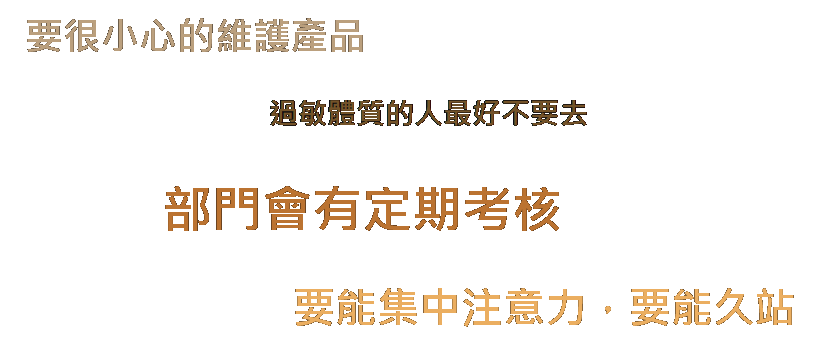 要很小心的維護產品
過敏體質的人最好不要去
部門會有定期考核
要能集中注意力，要能久站